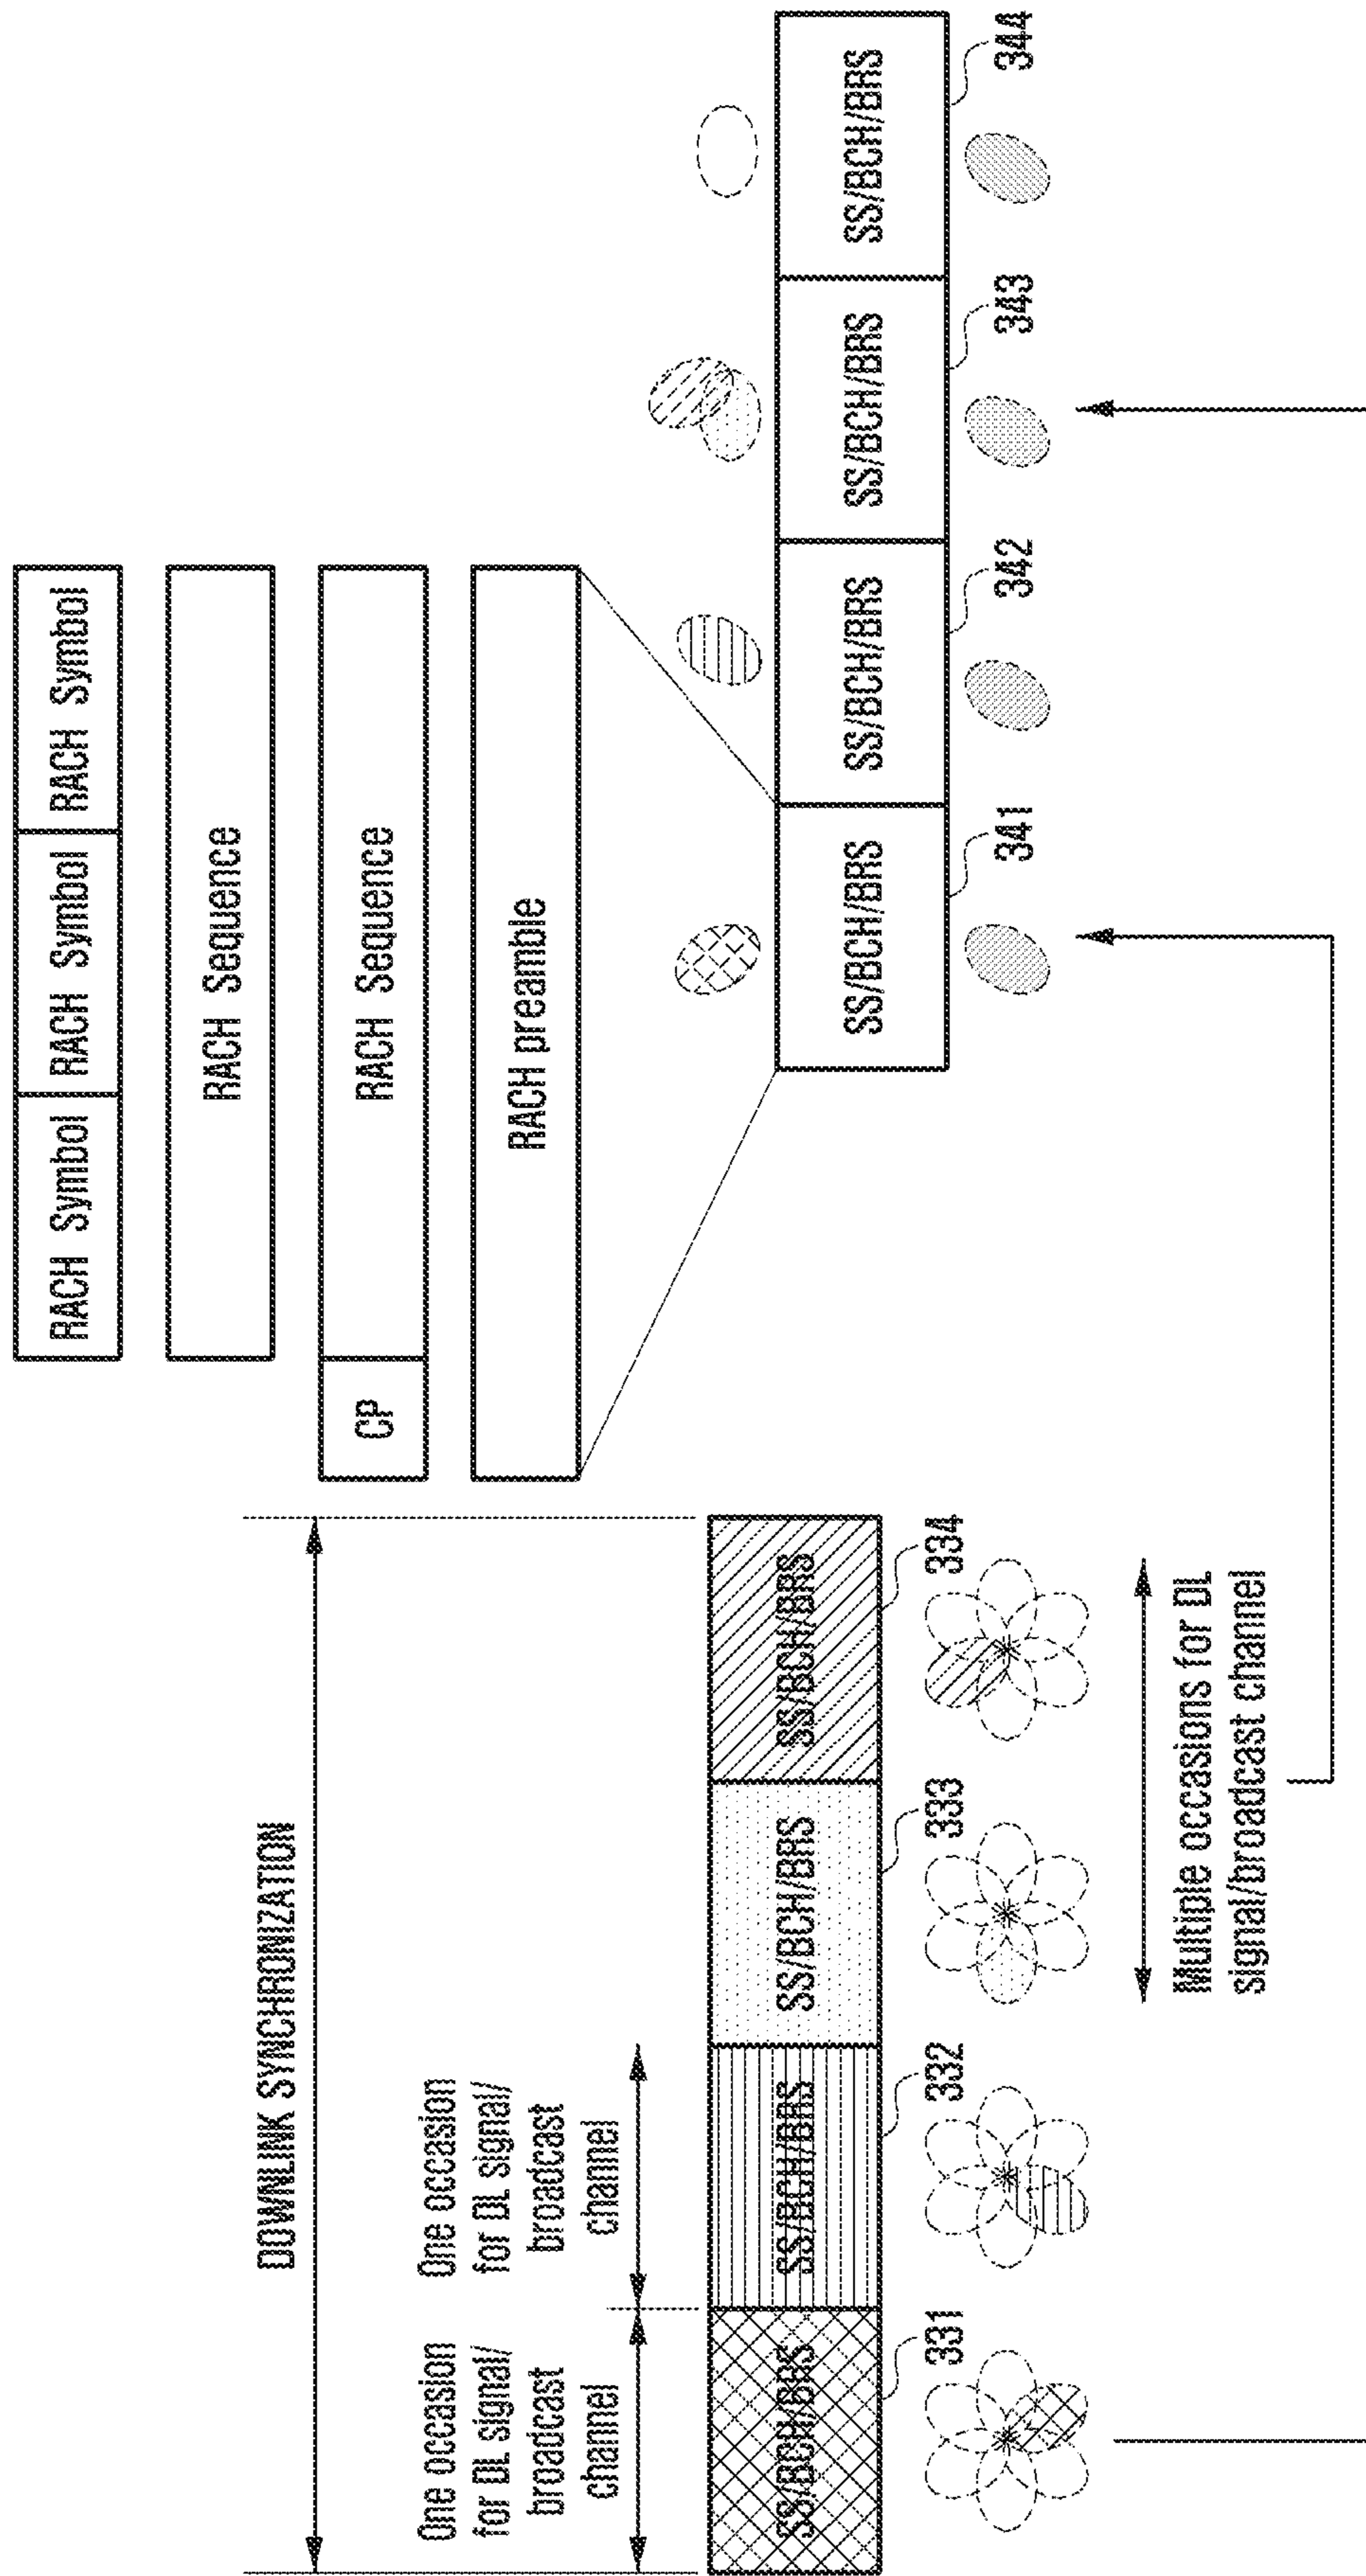 DOWNLINK SYNCHRONIZATION
One occasion
for DL signal/
broadcast
channel
One occasion
for DL signal/
broadcast
channel
SS/BCH/BRS
SS/BCH/BRS
SS/BCH/BRS
SS/BCH/BRS
331
332
333
334
Multiple occasions for DL
signal/broadcast channel
RACH Symbol
RACH Symbol
RACH Symbol
RACH Sequence
CP
RACH Sequence
RACH preamble
SS/BCH/BRS
SS/BCH/BRS
SS/BCH/BRS
SS/BCH/BRS
341
342
343
344